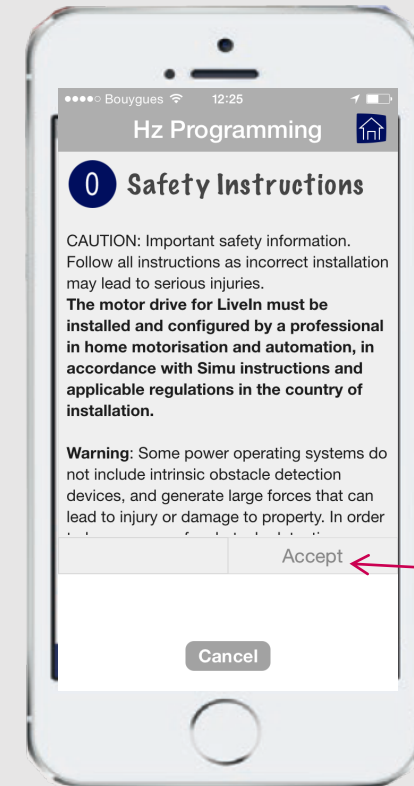 Bouygues 12:25
Hz Programming
0 Safety Instructions
CAUTION: Important safety information.
Follow all instructions as incorrect installation
may lead to serious injuries.
The motor drive for LiveIn must be
installed and configured by a professional
in home motorisation and automation, in
accordance with Simu instructions and
applicable regulations in the country of
installation.
Warning: Some power operating systems do
not include intrinsic obstacle detection
devices, and generate large forces that can
lead to injury or damage to property. In order
Accept
Cancel